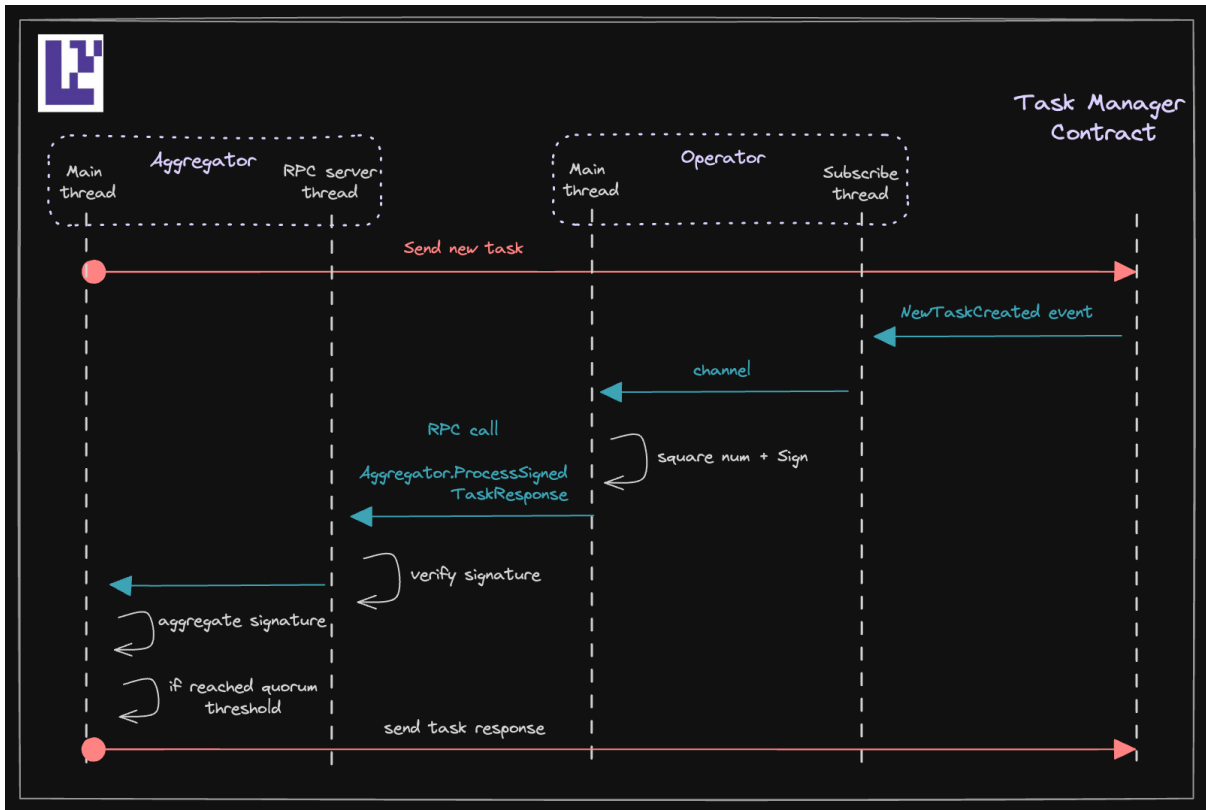 Task Manager
Contract
Aggregator
Main
thread
RPC server
thread
Operator
Main
thread
Subscribe
thread
Send new task
NewTaskCreated event
channel
RPC call
square num + Sign
Aggregator.ProcessSigned
TaskResponse
verify signature
aggregate signature
if reached quorum
threshold
send task response